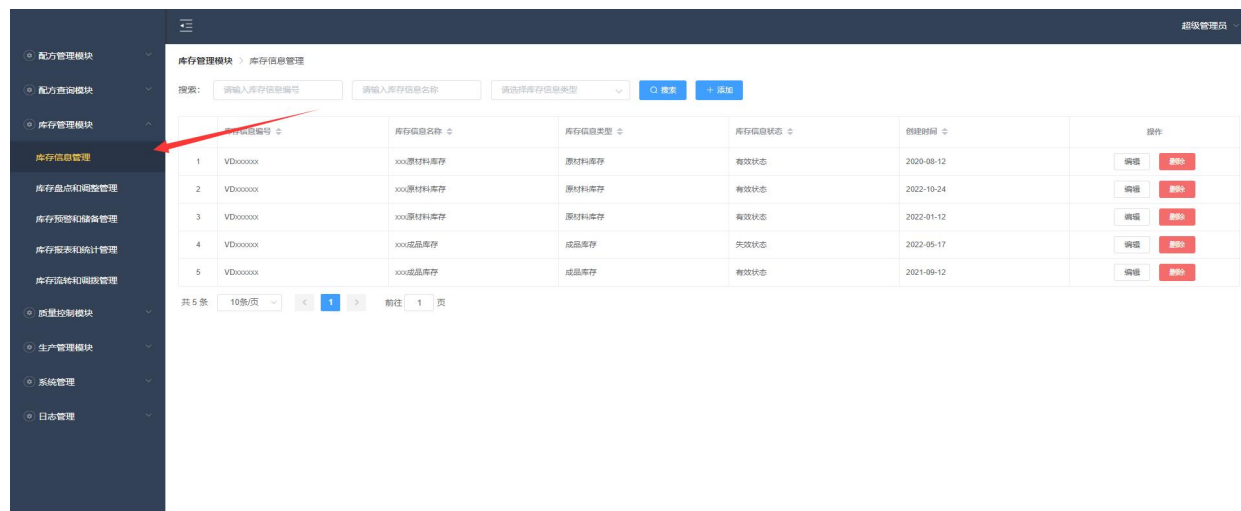 超级管理员
配方管理模块
配方查询模块
库存管理模块
库存信息管理
库存盘点和调整管理
库存预警和储备管理
库存报表和统计管理
库存流转和调拨管理
质量控制模块
生产管理模块
系统管理
日志管理
库存管理模块 > 库存信息管理
搜索： 请输入库存信息编号 请输入库存信息名称 请选择库存信息类型 搜索 + 添加
库存信息编号 库存信息名称 库存信息类型 库存信息状态 创建时间 操作
1 VDxxxxxx xxx原材料库存 原材料库存 有效状态 2020-08-12 编辑 删除
2 VDxxxxxx xxx原材料库存 原材料库存 有效状态 2022-10-24 编辑 删除
3 VDxxxxxx xxx原材料库存 原材料库存 有效状态 2022-01-12 编辑 删除
4 VDxxxxxx xxx成品库存 成品库存 失效状态 2022-05-17 编辑 删除
5 VDxxxxxx xxx成品库存 成品库存 有效状态 2021-09-12 编辑 删除
共 5 条 10条/页 < 1 > 前往 1 页